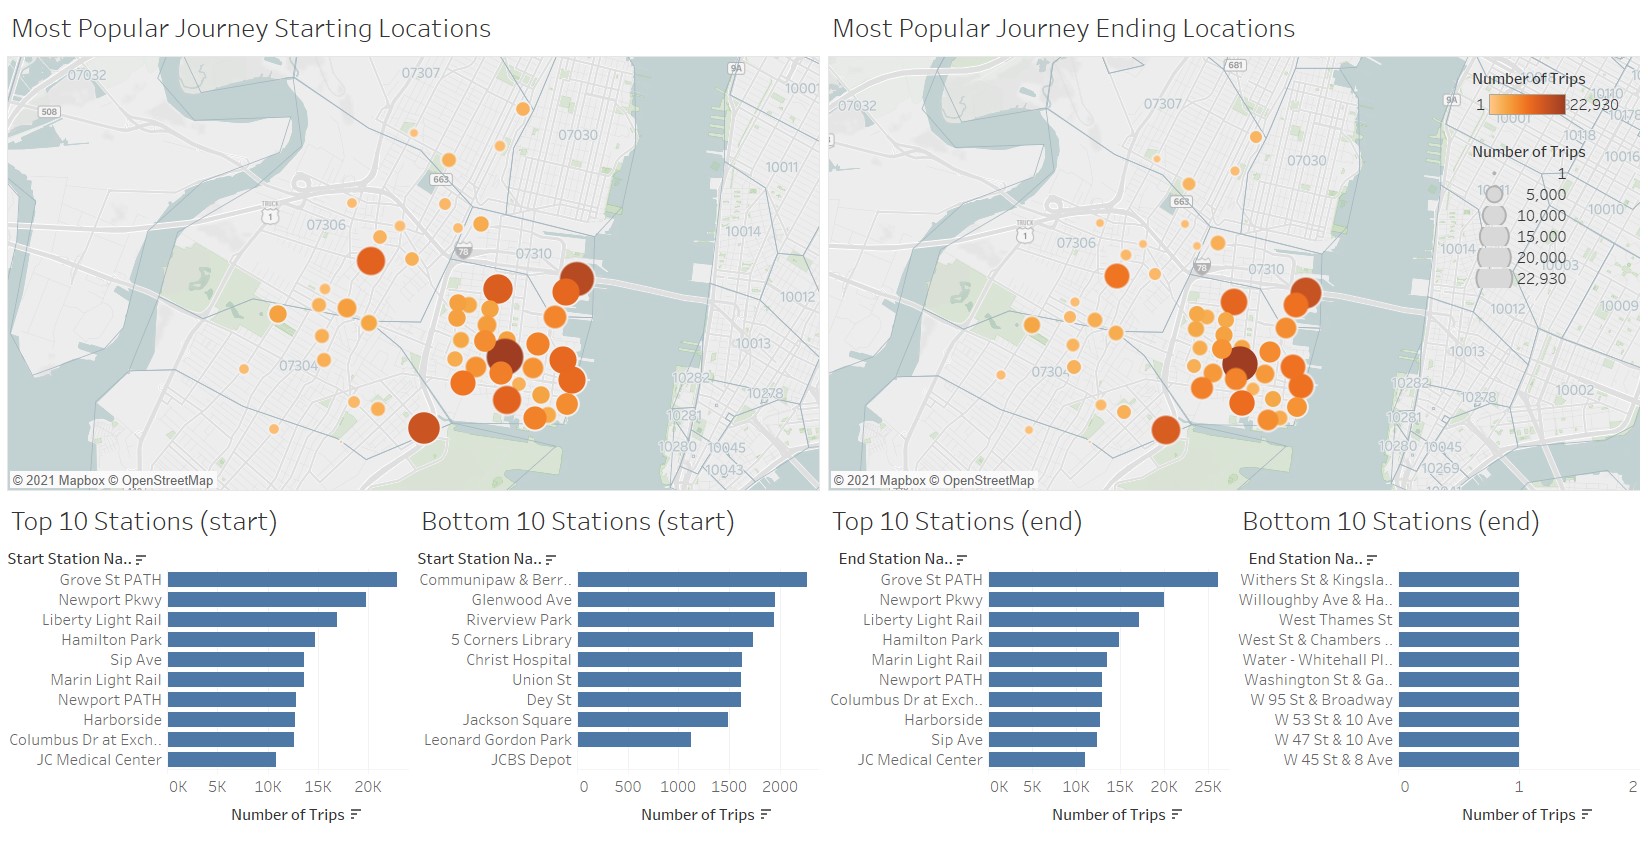 Most Popular Journey Starting Locations
Most Popular Journey Ending Locations
07032
07307
9A
10001
508
07030
10011
663
TRUCK
1
07306
78
07310
10014
10012
07304
10013
10282
10278
10281
10280
10045
10043
© 2021 Mapbox © OpenStreetMap
681
07032
07307
9A
07030
663
TRUCK
1
07306
78
07310
10014
10012
10009
10013
10282
10278
10002
10281
10280
10045
10269
10001
10118
10016
10010
© 2021 Mapbox © OpenStreetMap
Number of Trips
1
22,930
Number of Trips
1
5,000
10,000
15,000
20,000
22,930
Top 10 Stations (start)
Start Station Na..
Grove St PATH
Newport Pkwy
Liberty Light Rail
Hamilton Park
Sip Ave
Marin Light Rail
Newport PATH
Harborside
Columbus Dr at Exch..
JC Medical Center
0K 5K 10K 15K 20K
Number of Trips
Bottom 10 Stations (start)
Start Station Na..
Communipaw & Berr..
Glenwood Ave
Riverview Park
5 Corners Library
Christ Hospital
Union St
Dey St
Jackson Square
Leonard Gordon Park
JCBS Depot
0 500 1000 1500 2000
Number of Trips
Top 10 Stations (end)
End Station Na..
Grove St PATH
Newport Pkwy
Liberty Light Rail
Hamilton Park
Marin Light Rail
Newport PATH
Columbus Dr at Exch..
Harborside
Sip Ave
JC Medical Center
0K 5K 10K 15K 20K 25K
Number of Trips
Bottom 10 Stations (end)
End Station Na..
Withers St & Kingsla..
Willoughby Ave & Ha..
West Thames St
West St & Chambers ..
Water - Whitehall Pl..
Washington St & Ga..
W 95 St & Broadway
W 53 St & 10 Ave
W 47 St & 10 Ave
W 45 St & 8 Ave
0 1 2
Number of Trips